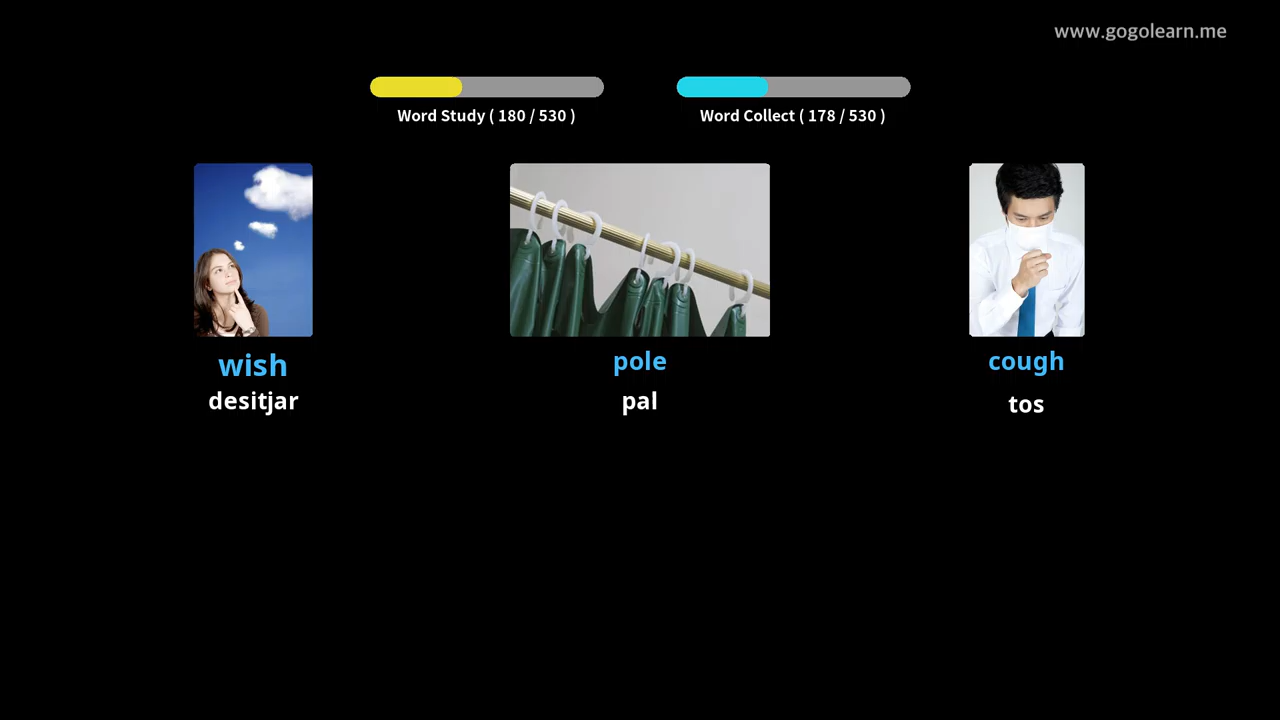 www.gogolearn.me
Word Study ( 180 / 530 )
Word Collect ( 178 / 530 )
wish
desitjar
pole
pal
cough
tos